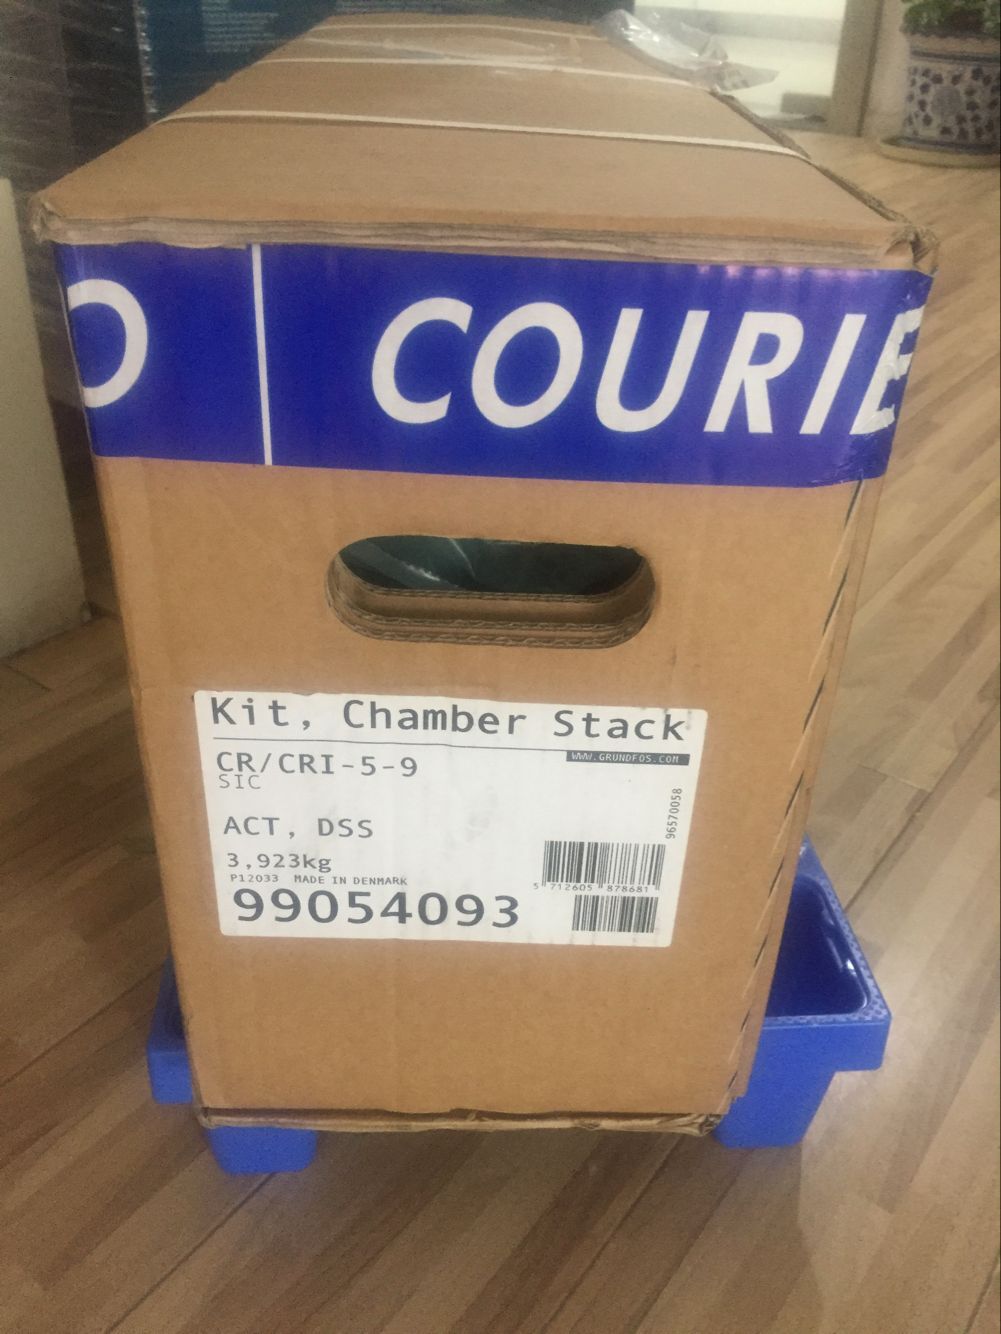 COURIE
Kit, Chamber Stack
WWW.GRUNDFOS.COM
CR/CRI-5-9
SIC
96570058
ACT, DSS
3,923kg
P12033 MADE IN DENMARK
5 712605 878681
99054093